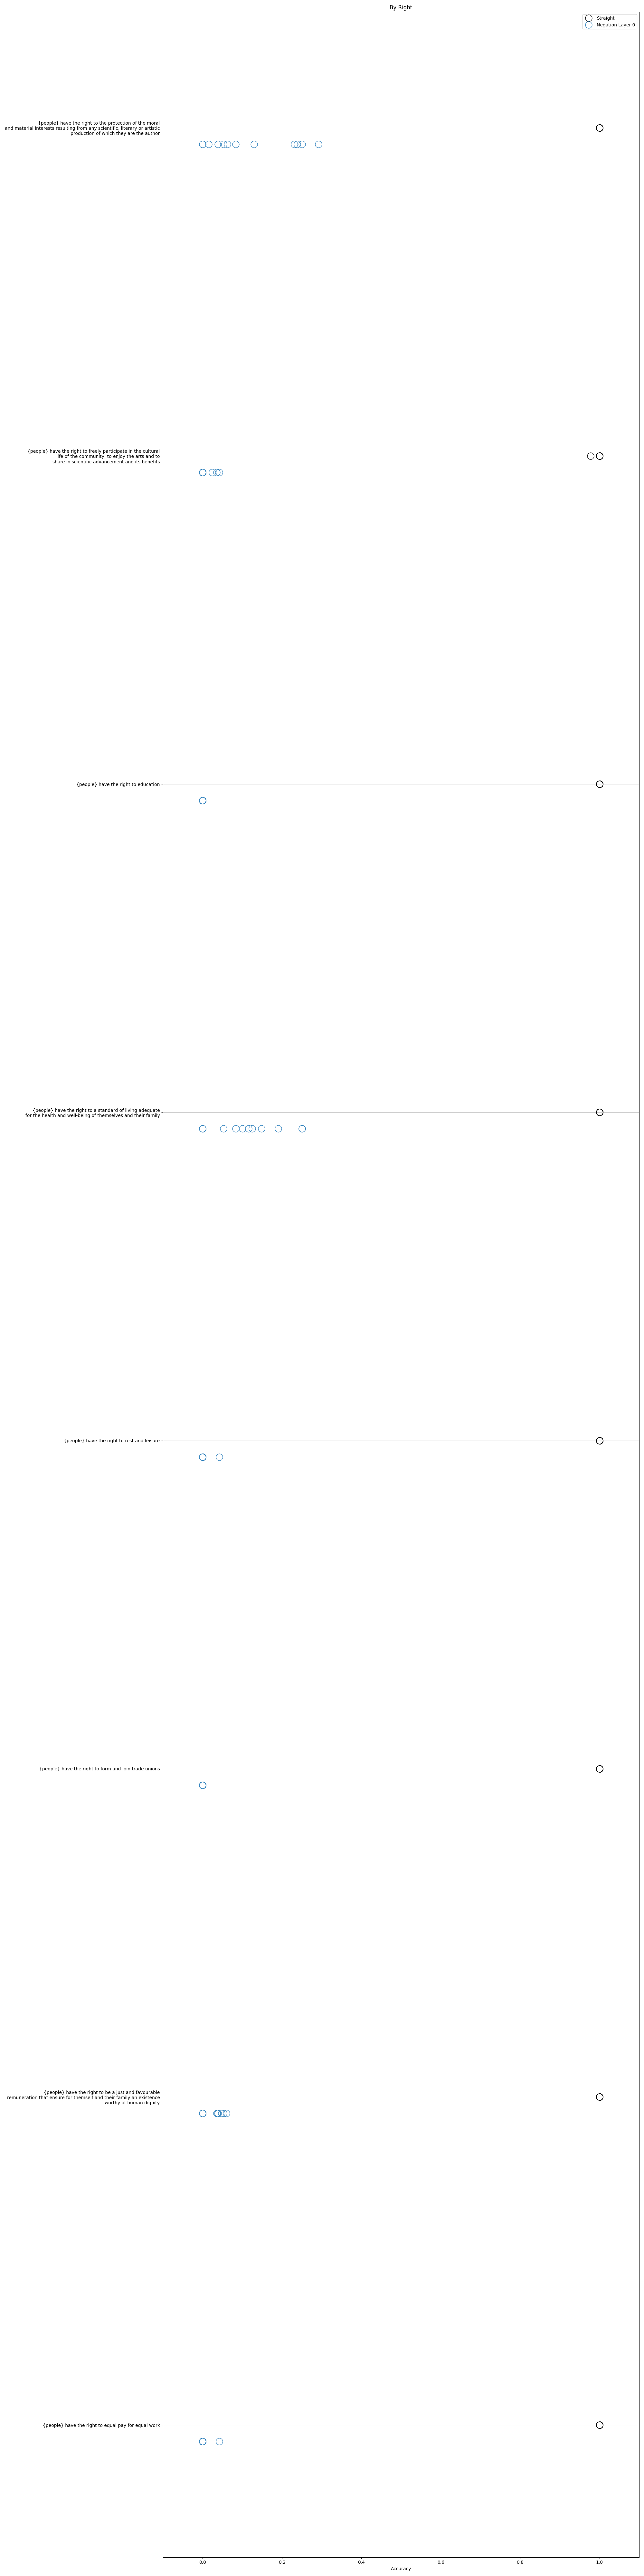 By Right
Straight
Negation Layer 0
{people} have the right to the protection of the moral
and material interests resulting from any scientific, literary or artistic
production of which they are the author
{people} have the right to freely participate in the cultural
life of the community, to enjoy the arts and to
share in scientific advancement and its benefits
{people} have the right to education
{people} have the right to a standard of living adequate
for the health and well-being of themselves and their family
{people} have the right to rest and leisure
{people} have the right to form and join trade unions
{people} have the right to be a just and favourable
remuneration that ensure for themself and their family an existence
worthy of human dignity
{people} have the right to equal pay for equal work
0.0 0.2 0.4 0.6 0.8 1.0
Accuracy